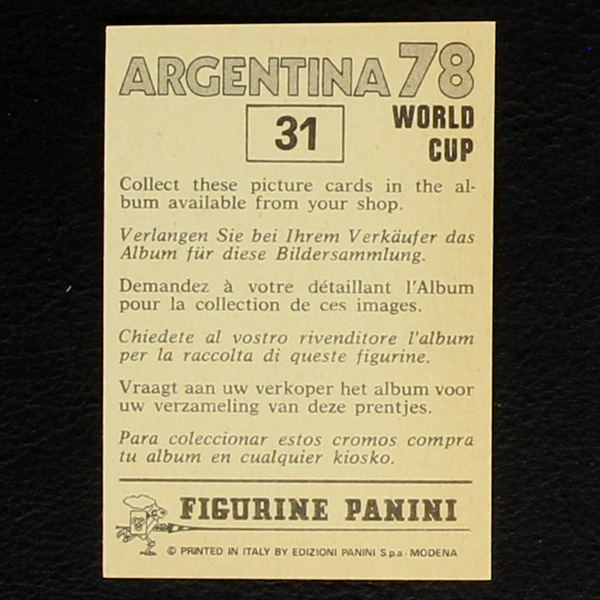 ARGENTINA 78
31
WORLD
CUP
Collect these picture cards in the al-
bum available from your shop.
Verlangen Sie bei Ihrem Verkäufer das
Album für diese Bildersammlung.
Demandez à votre détaillant l'Album
pour la collection de ces images.
Chiedete al vostro rivenditore l'album
per la raccolta di queste figurine.
Vraagt aan uw verkoper het album voor
uw verzameling van deze prentjes.
Para coleccionar estos cromos compra
tu album en cualquier kiosko.
FIGURINE PANINI
© PRINTED IN ITALY BY EDIZIONI PANINI S.p.a - MODENA